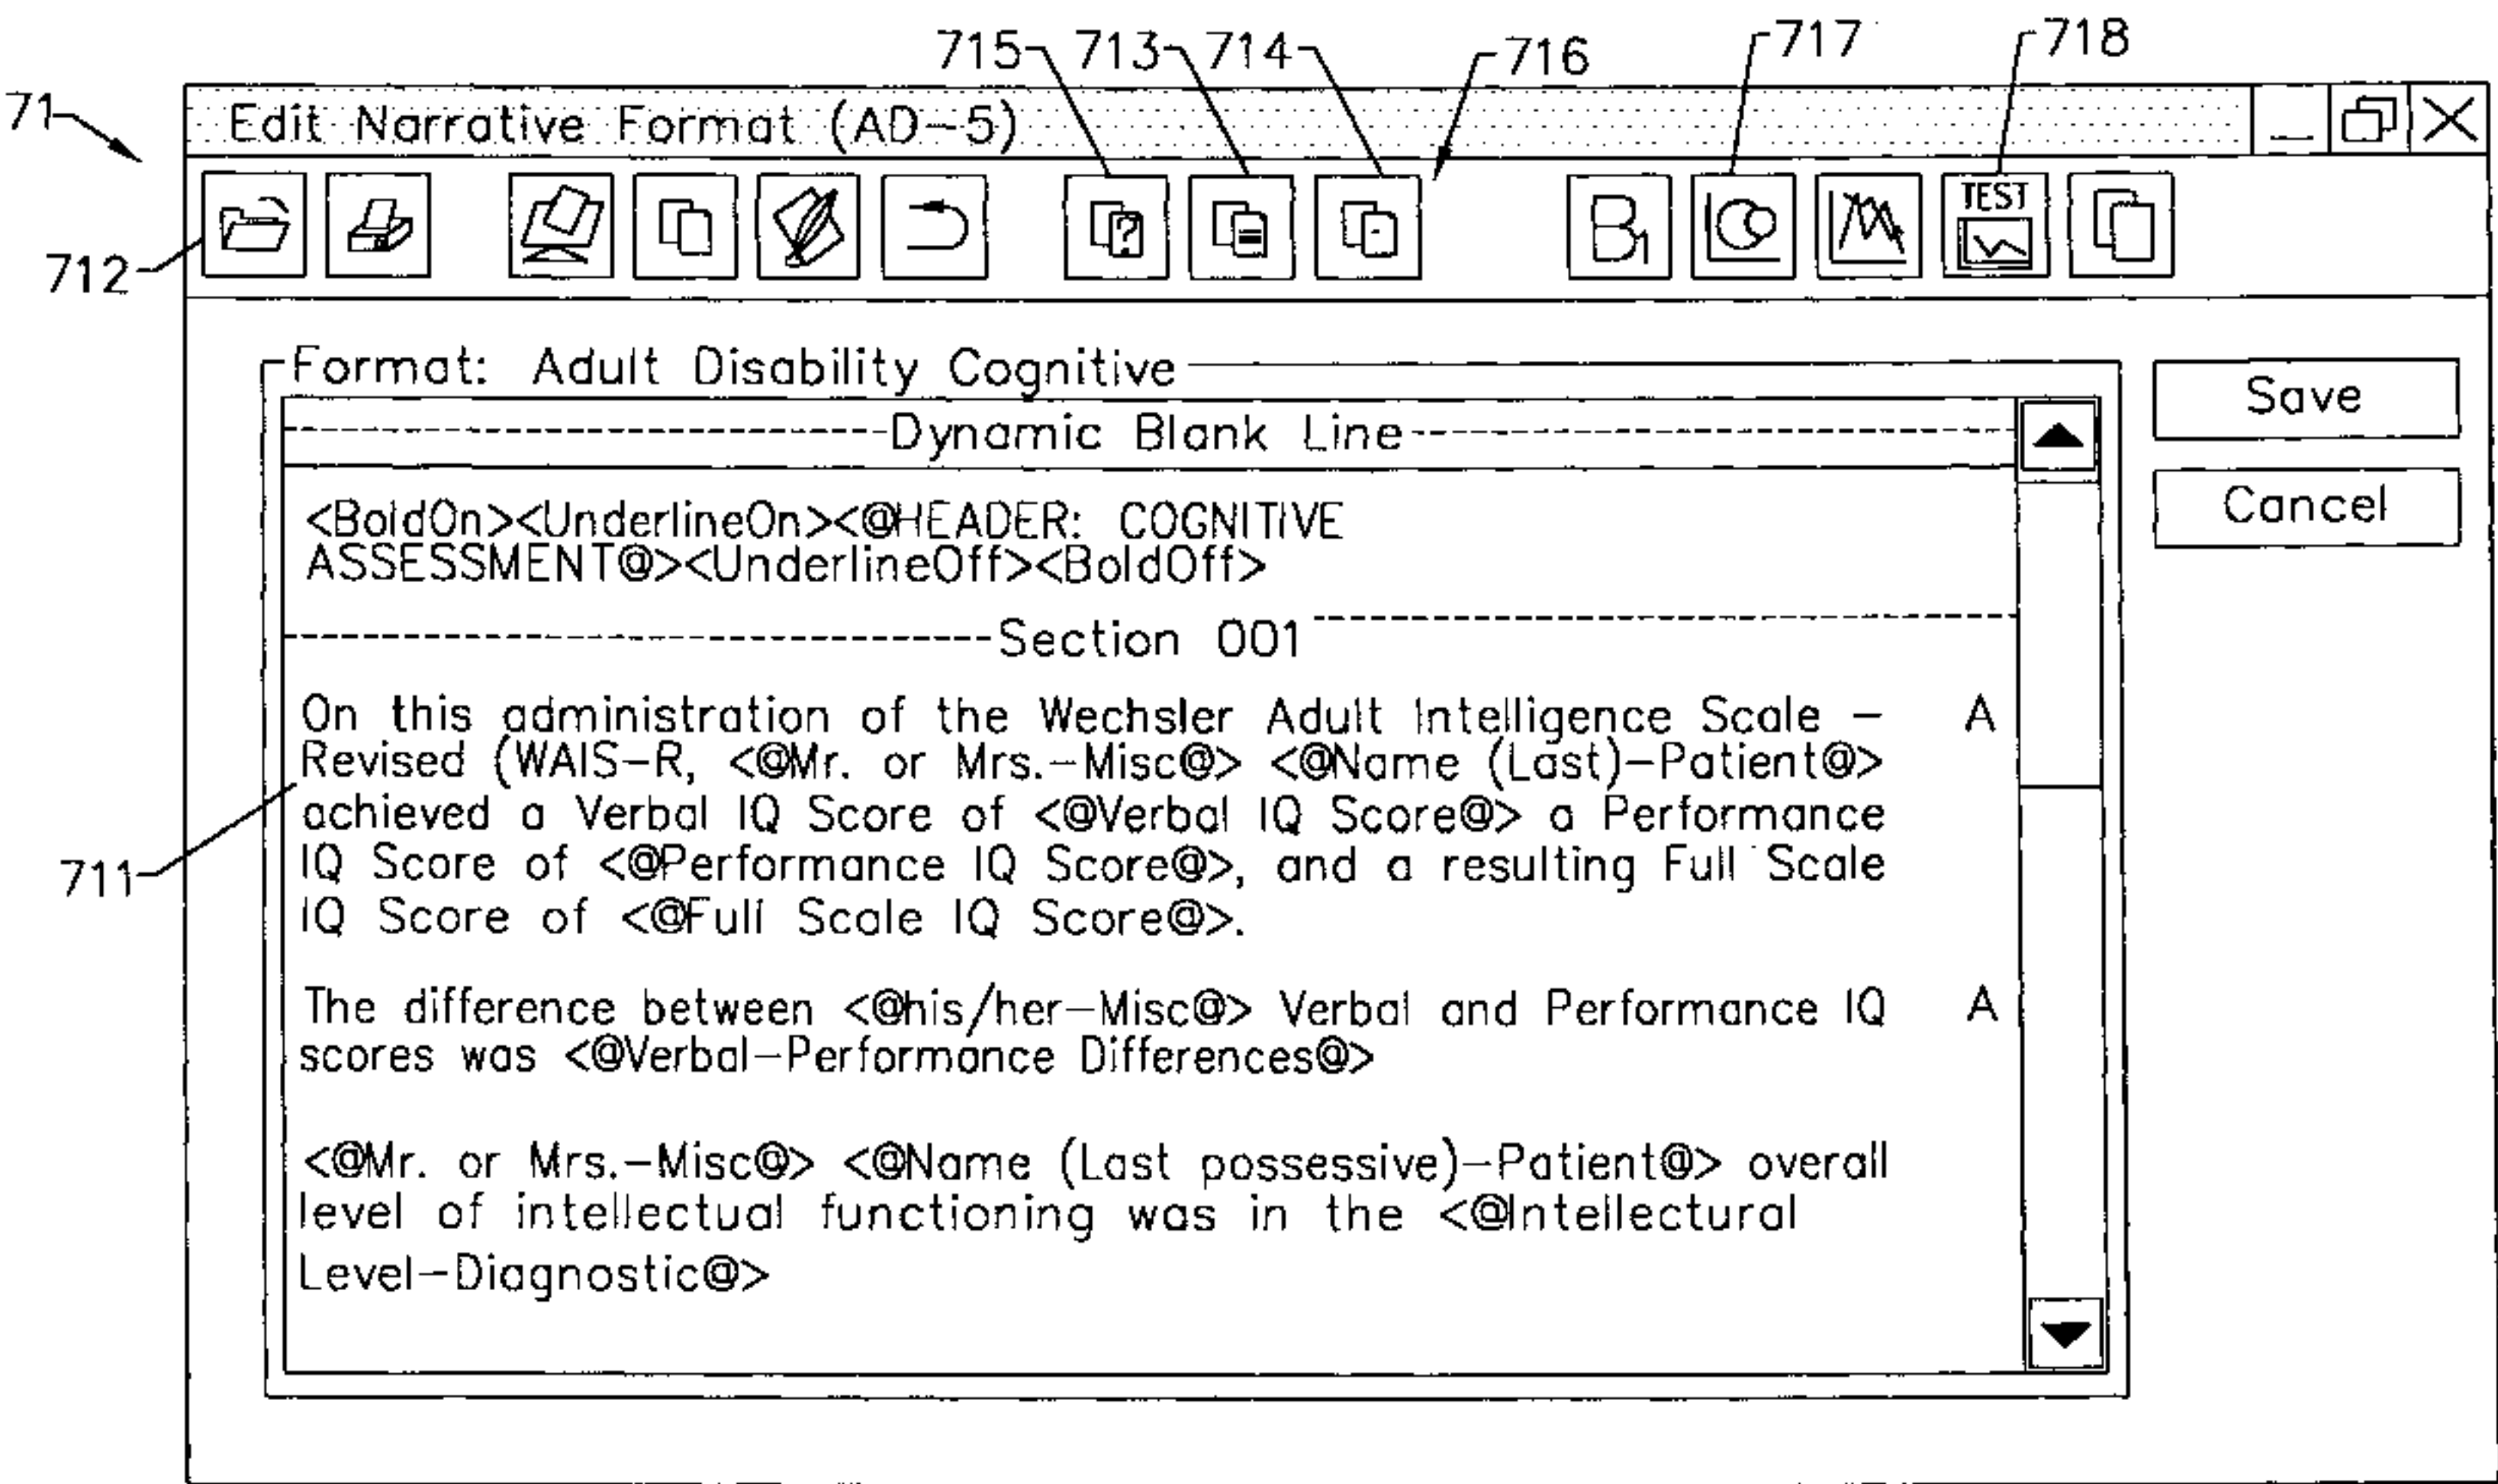 715 713 714 716 717 718
71
Edit Narrative Format (AD-5)
B1
TEST
712
Format: Adult Disability Cognitive
Save
Dynamic Blank Line
Cancel
<BoldOn><UnderlineOn><@HEADER: COGNITIVE
ASSESSMENT@><UnderlineOff><BoldOff>
Section 001
On this administration of the Wechsler Adult Intelligence Scale - A
Revised (WAIS-R, <@Mr. or Mrs.-Misc@> <@Name (Last)-Patient@>
achieved a Verbal IQ Score of <@Verbal IQ Score@> a Performance
IQ Score of <@Performance IQ Score@>, and a resulting Full Scale
711
IQ Score of <@Full Scale IQ Score@>.
The difference between <@his/her-Misc@> Verbal and Performance IQ A
scores was <@Verbal-Performance Differences@>
<@Mr. or Mrs.-Misc@> <@Name (Last possessive)-Patient@> overall
level of intellectual functioning was in the <@Intellectural
Level-Diagnostic@>